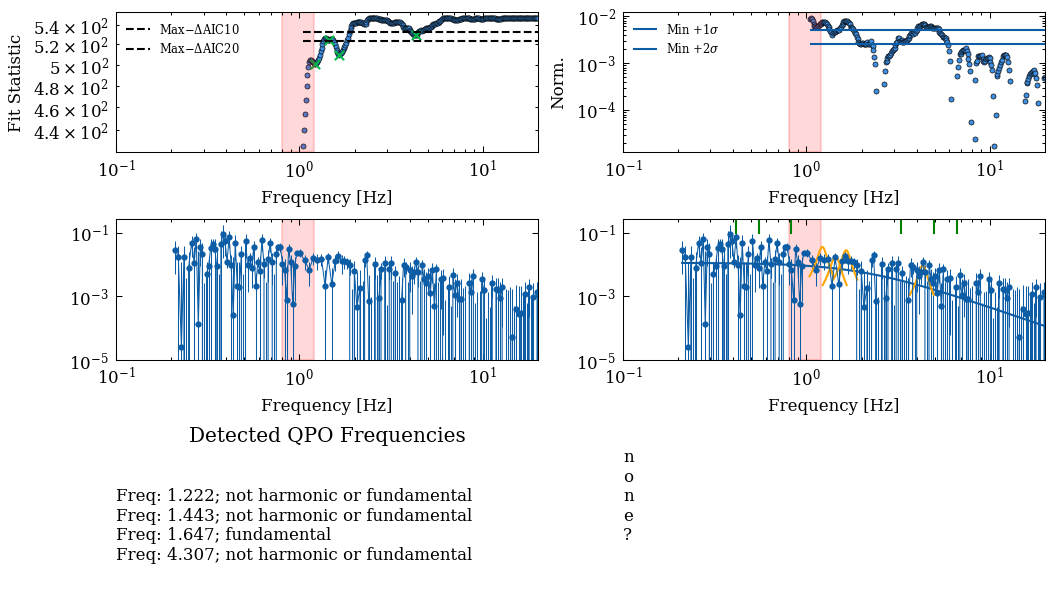 Fit Statistic
5.4 × 10²
5.2 × 10²
5 × 10²
4.8 × 10²
4.6 × 10²
4.4 × 10²
Max−ΔAIC10
Max−ΔAIC20
10⁻¹ 10⁰ 10¹
Frequency [Hz]
Norm.
10⁻²
10⁻³
10⁻⁴
Min +1σ
Min +2σ
10⁻¹ 10⁰ 10¹
Frequency [Hz]
10⁻¹
10⁻³
10⁻⁵
10⁻¹ 10⁰ 10¹
Frequency [Hz]
10⁻¹
10⁻³
10⁻⁵
10⁻¹ 10⁰ 10¹
Frequency [Hz]
Detected QPO Frequencies
Freq: 1.222; not harmonic or fundamental
Freq: 1.443; not harmonic or fundamental
Freq: 1.647; fundamental
Freq: 4.307; not harmonic or fundamental
n
o
n
e
?